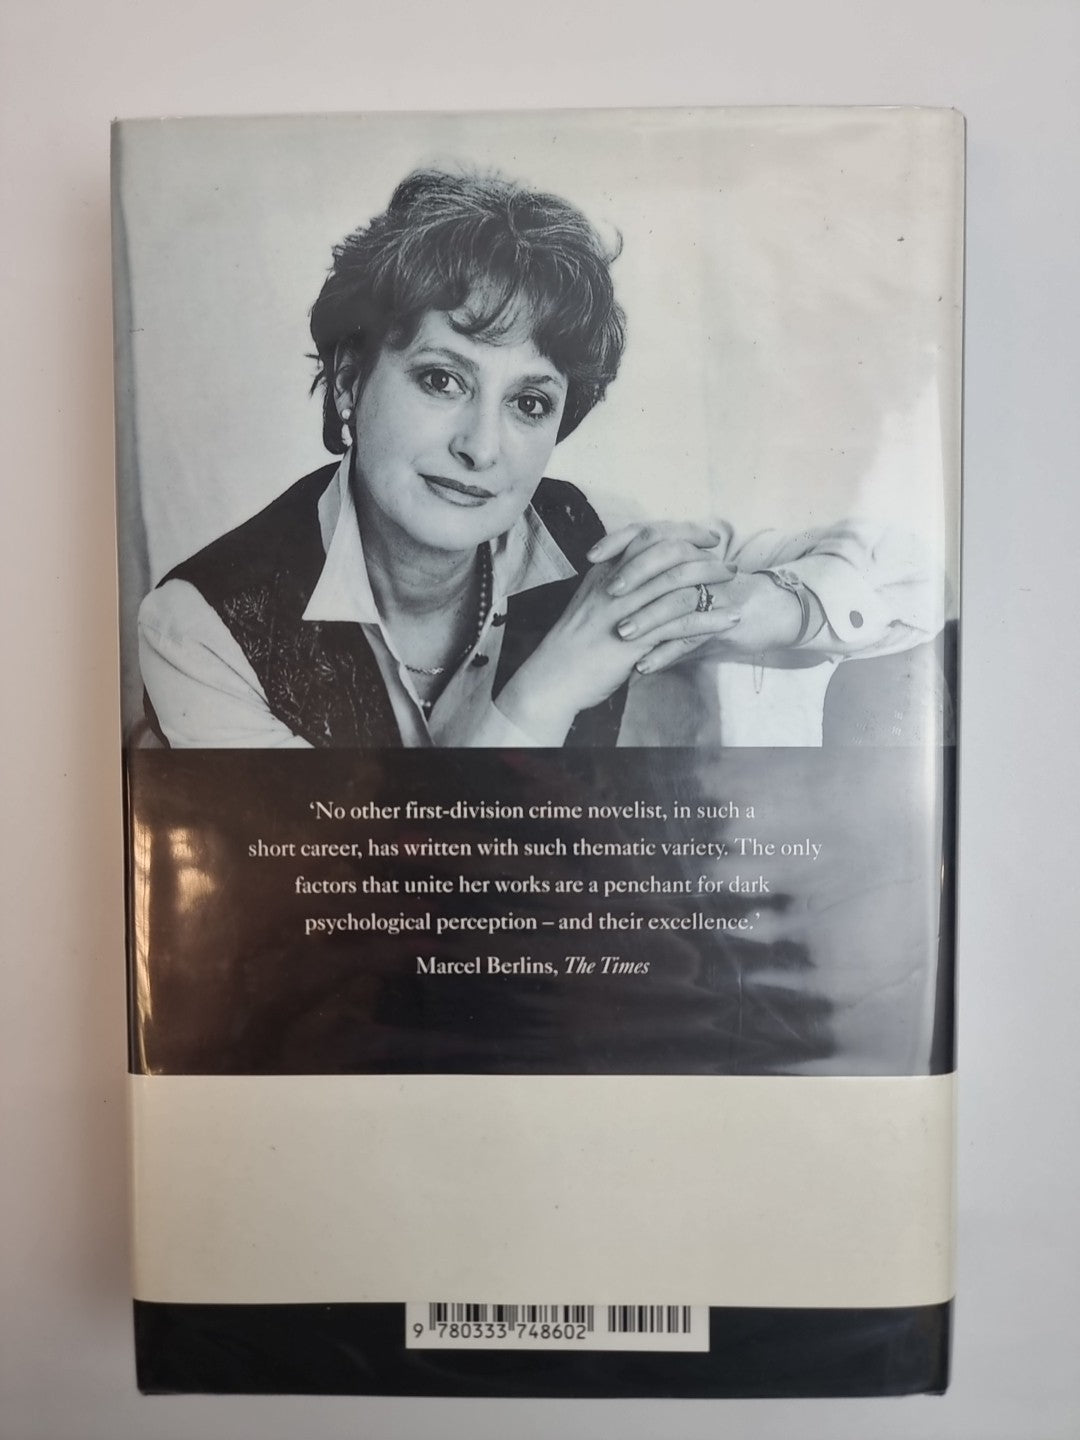 ‘No other first-division crime novelist, in such a
short career, has written with such thematic variety. The only
factors that unite her works are a penchant for dark
psychological perception – and their excellence.’
Marcel Berlins, The Times
9 780333 748602